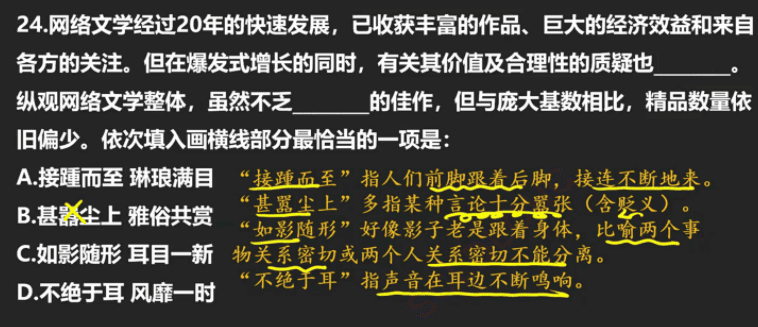 24.网络文学经过20年的快速发展，已收获丰富的作品、巨大的经济效益和来自
各方的关注。但在爆发式增长的同时，有关其价值及合理性的质疑也________。
纵观网络文学整体，虽然不乏________的佳作，但与庞大基数相比，精品数量依
旧偏少。依次填入画横线部分最恰当的一项是：
A.接踵而至 琳琅满目 “接踵而至”指人们前脚跟着后脚，接连不断地来。
B.甚嚣尘上 雅俗共赏 “甚嚣尘上”多指某种言论十分嚣张（含贬义）。
“如影随形”好像影子老是跟着身体，比喻两个事
C.如影随形 耳目一新 物关系密切或两个人关系密切不能分离。
D.不绝于耳 风靡一时 “不绝于耳”指声音在耳边不断鸣响。